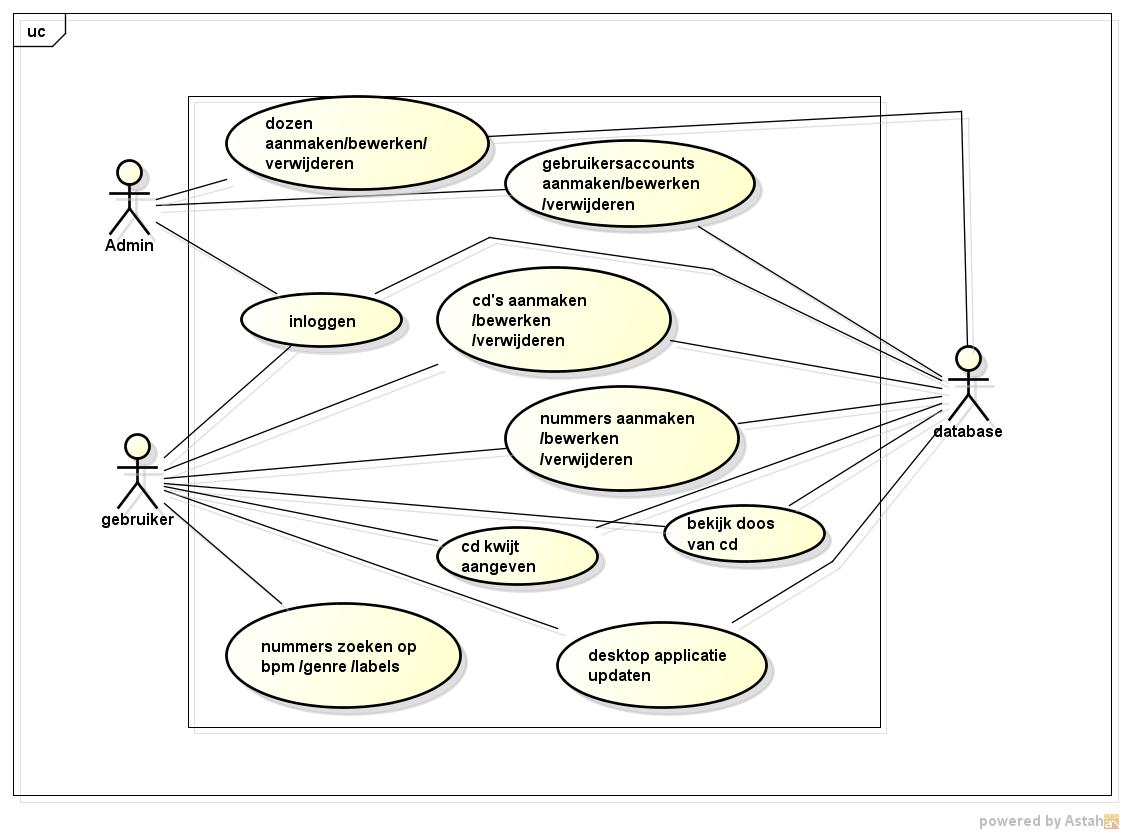 uc
dozen
aanmaken/bewerken/
verwijderen
gebruikersaccounts
aanmaken/bewerken
/verwijderen
Admin
inloggen
cd's aanmaken
/bewerken
/verwijderen
database
nummers aanmaken
/bewerken
/verwijderen
gebruiker
bekijk doos
van cd
cd kwijt
aangeven
nummers zoeken op
bpm /genre /labels
desktop applicatie
updaten
powered by Astah